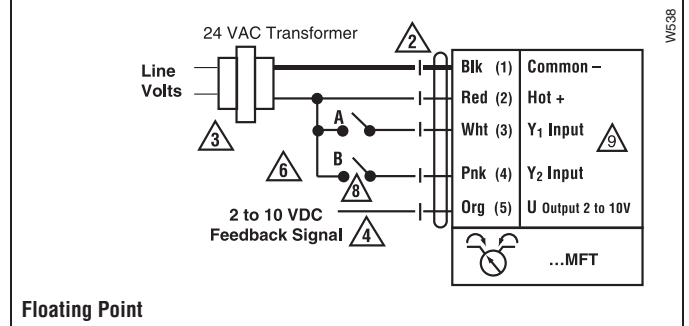 24 VAC Transformer
W538
Line
Volts
2
3
Blk (1) Common –
Red (2) Hot +
A
Wht (3) Y1 Input
9
6
B
8
Pnk (4) Y2 Input
2 to 10 VDC
Feedback Signal
4
Org (5) U Output 2 to 10V
...MFT
Floating Point